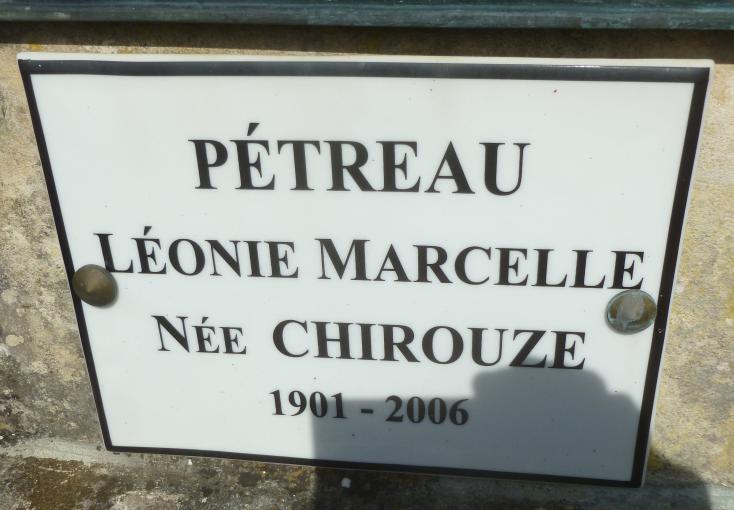 PÉTREAU
LÉONIE MARCELLE
NÉE CHIROUZE
1901 - 2006